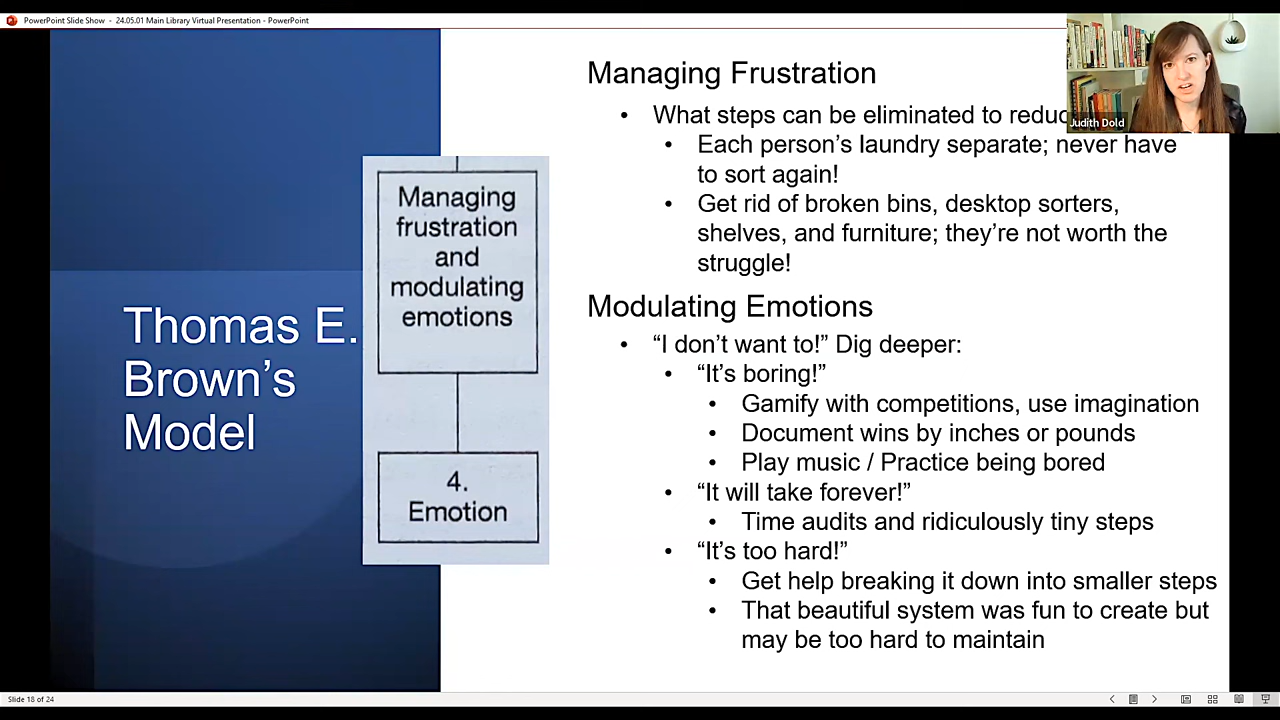 PowerPoint Slide Show - 24.05.01 Main Library Virtual Presentation - PowerPoint
Thomas E.
Brown’s
Model
Managing
frustration
and
modulating
emotions
4.
Emotion
Managing Frustration
• What steps can be eliminated to
• Each person’s laundry separate; never have
to sort again!
• Get rid of broken bins, desktop sorters,
shelves, and furniture; they’re not worth the
struggle!
Modulating Emotions
• “I don’t want to!” Dig deeper:
• “It’s boring!”
• Gamify with competitions, use imagination
• Document wins by inches or pounds
• Play music / Practice being bored
• “It will take forever!”
• Time audits and ridiculously tiny steps
• “It’s too hard!”
• Get help breaking it down into smaller steps
• That beautiful system was fun to create but
may be too hard to maintain
Judith Dold
Slide 18 of 24